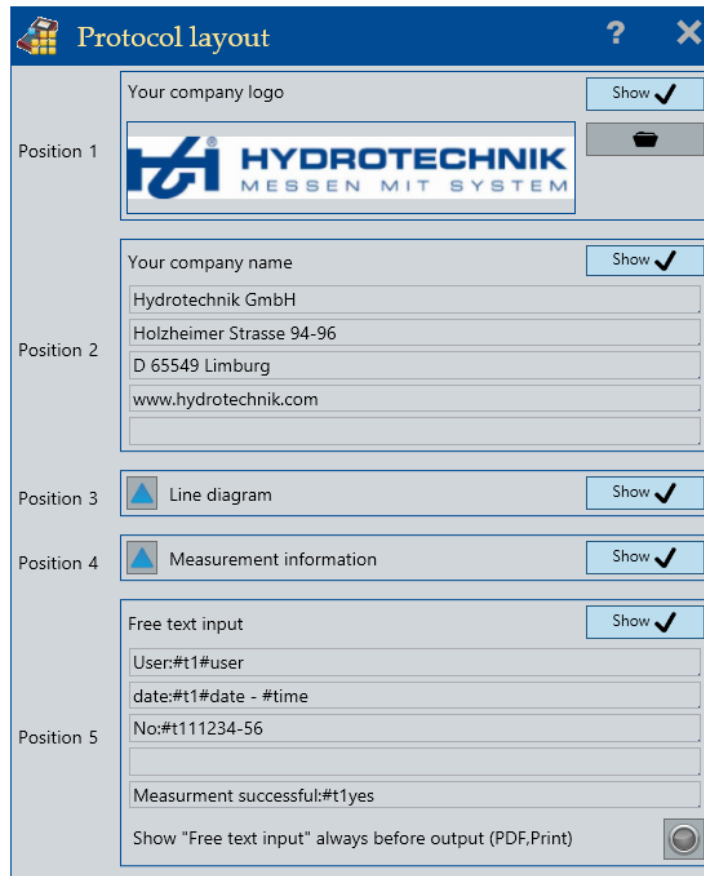 Protocol layout ?
Your company logo
Show
Position 1
HYDROTECHNIK
MESSEN MIT SYSTEM
Your company name
Show
Hydrotechnik GmbH
Holzheimer Strasse 94-96
Position 2
D 65549 Limburg
www.hydrotechnik.com
Position 3
Line diagram
Show
Position 4
Measurement information
Show
Free text input
Show
User:#t1#user
date:#t1#date - #time
Position 5
No:#t111234-56
Measurment successful:#t1yes
Show "Free text input" always before output (PDF,Print)